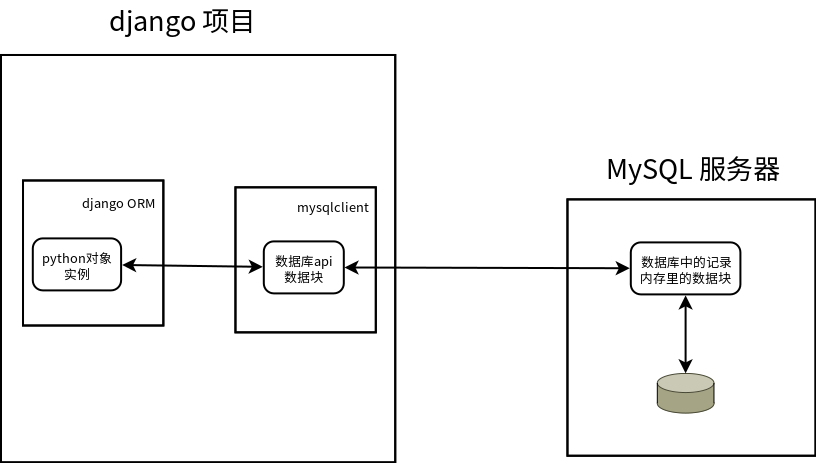 django 项目
django ORM
python对象
实例
mysqlclient
数据库api
数据块
MySQL 服务器
数据库中的记录
内存里的数据块